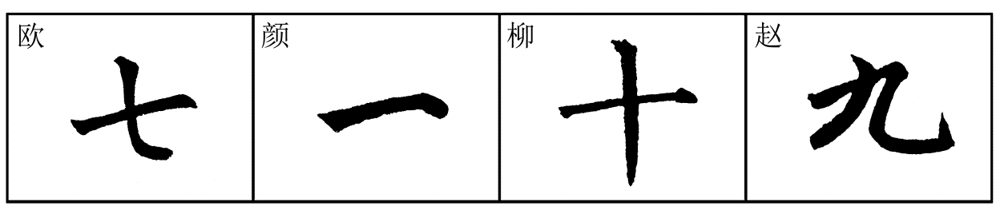 欧 颜 柳 赵
七 一 十 九